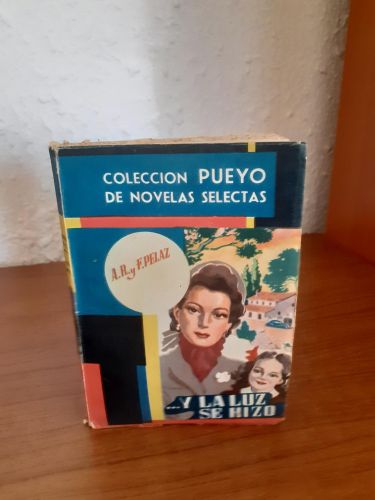 COLECCION PUEYO
DE NOVELAS SELECTAS
A.R. y F. PELAZ
... Y LA LUZ
SE HIZO